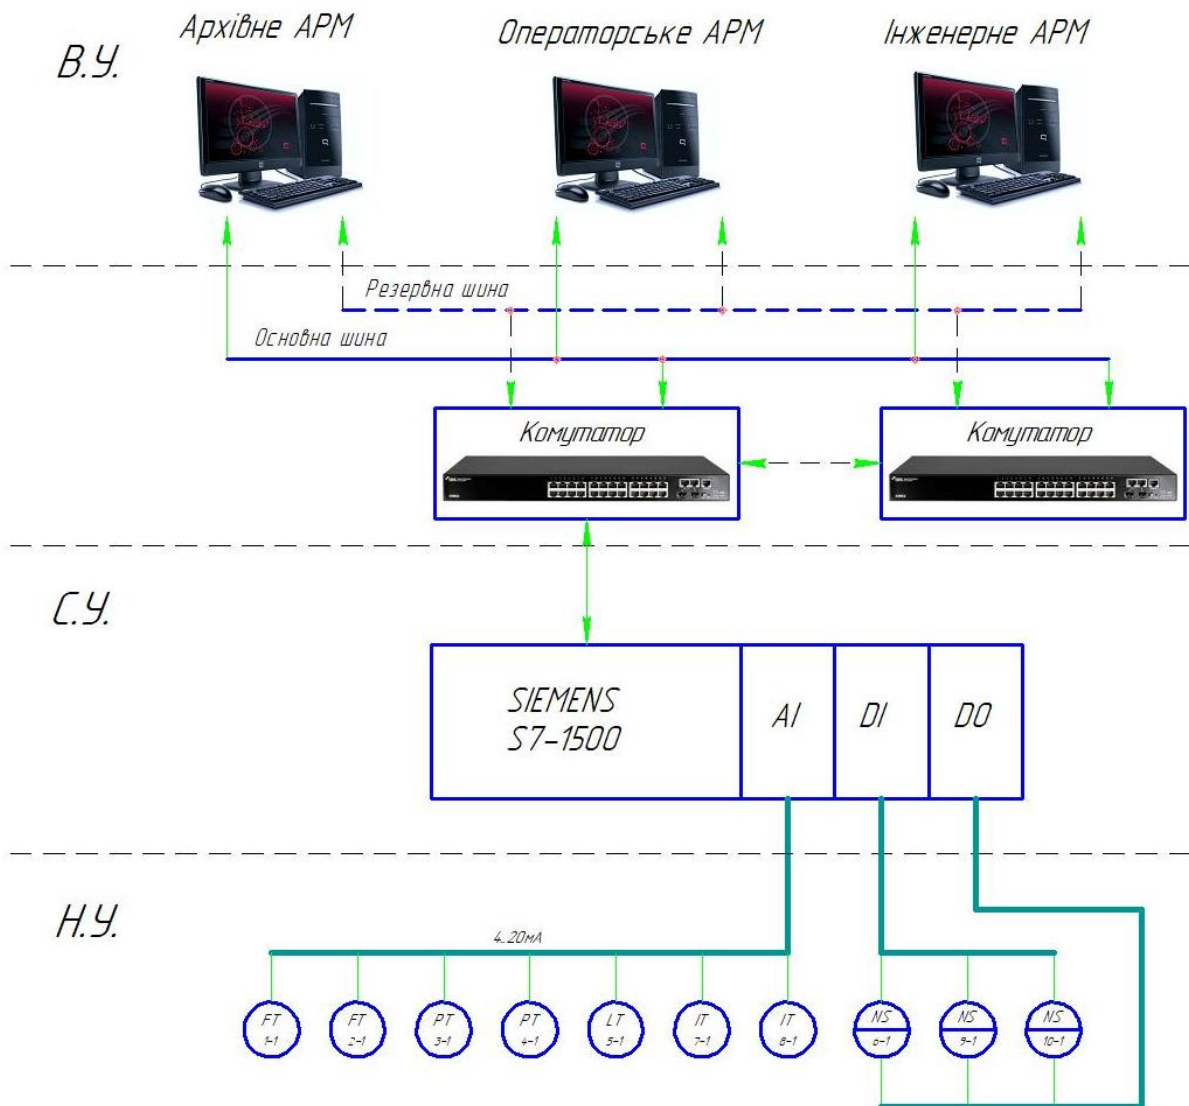 Архівне АРМ
Операторське АРМ
Інженерне АРМ
В.У.
Резервна шина
Основна шина
Комутатор
Комутатор
С.У.
SIEMENS
S7-1500
AI
DI
DO
Н.У.
4..20мА
FT
1-1
FT
2-1
PT
3-1
PT
4-1
LT
5-1
IT
7-1
IT
8-1
NS
6-1
NS
9-1
NS
10-1